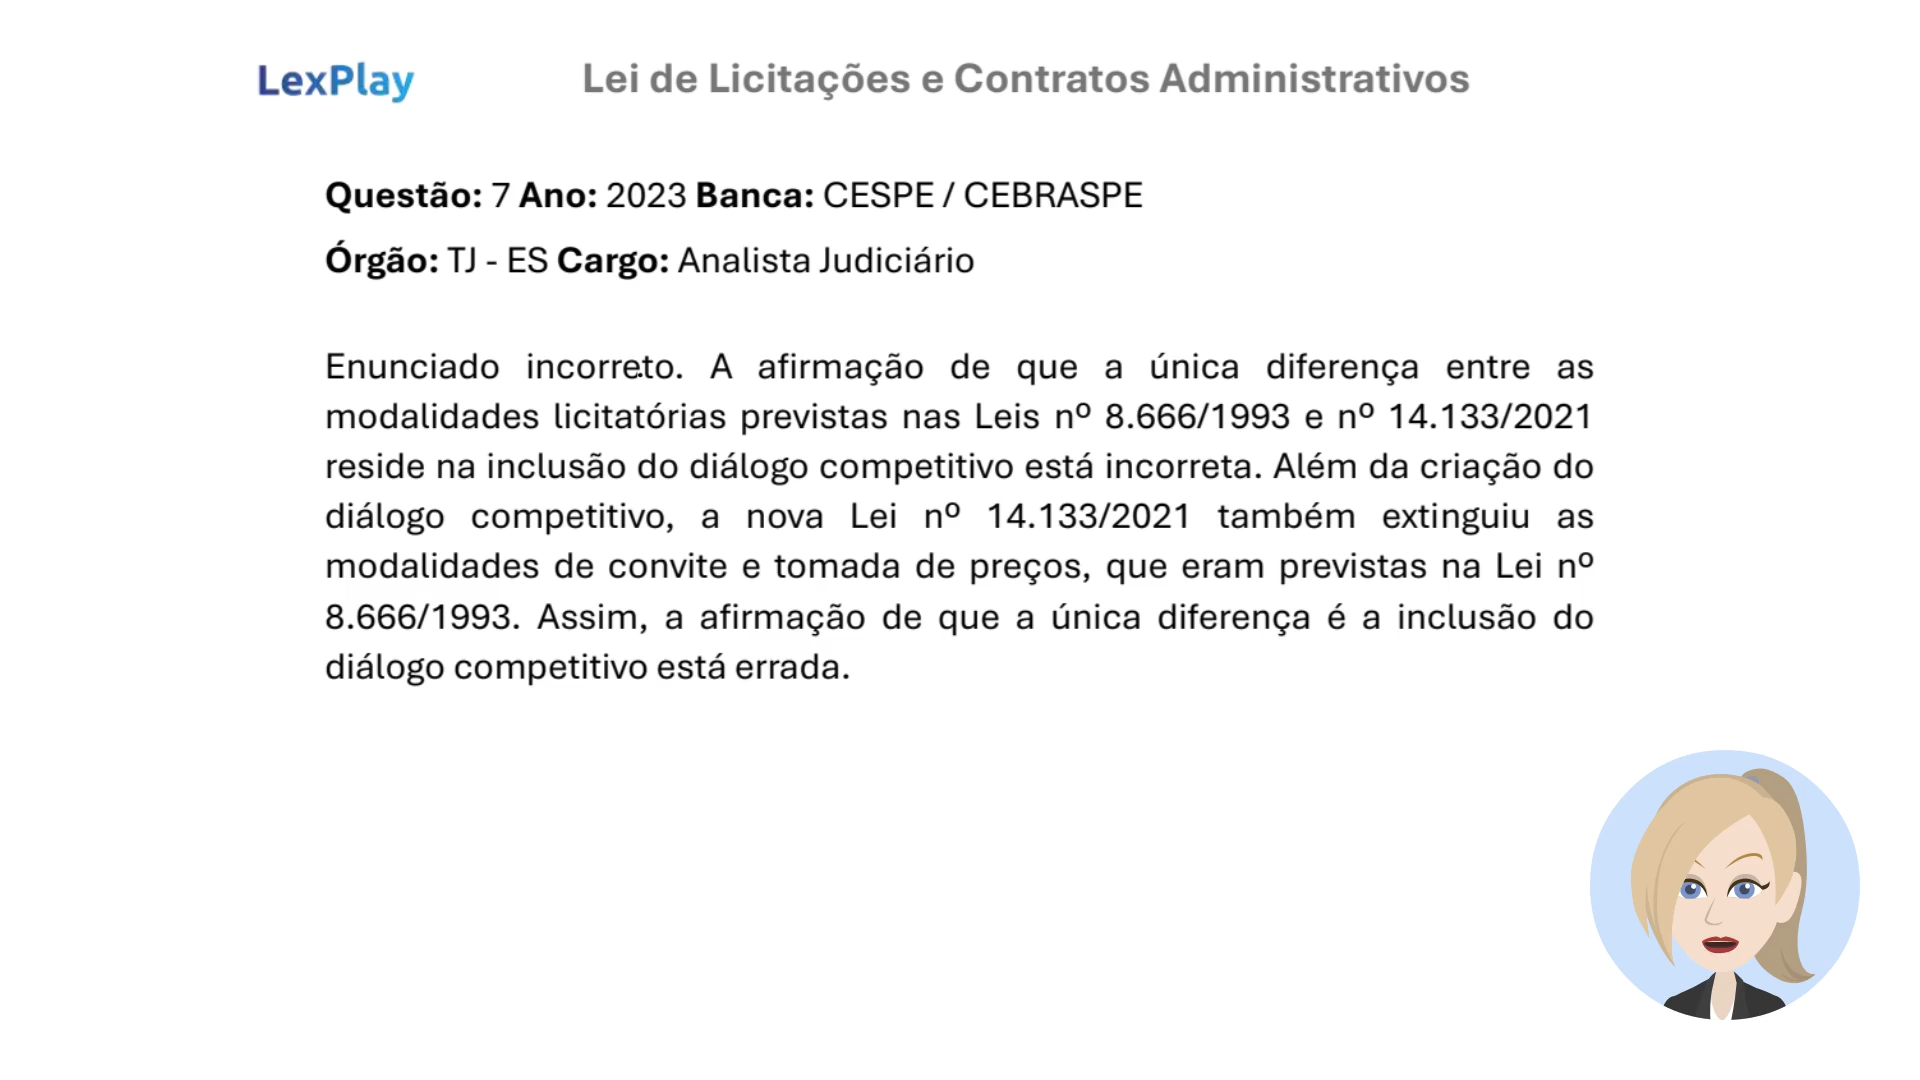 LexPlay
Lei de Licitações e Contratos Administrativos
Questão: 7 Ano: 2023 Banca: CESPE / CEBRASPE
Órgão: TJ - ES Cargo: Analista Judiciário
Enunciado incorreto. A afirmação de que a única diferença entre as
modalidades licitatórias previstas nas Leis nº 8.666/1993 e nº 14.133/2021
reside na inclusão do diálogo competitivo está incorreta. Além da criação do
diálogo competitivo, a nova Lei nº 14.133/2021 também extinguiu as
modalidades de convite e tomada de preços, que eram previstas na Lei nº
8.666/1993. Assim, a afirmação de que a única diferença é a inclusão do
diálogo competitivo está errada.